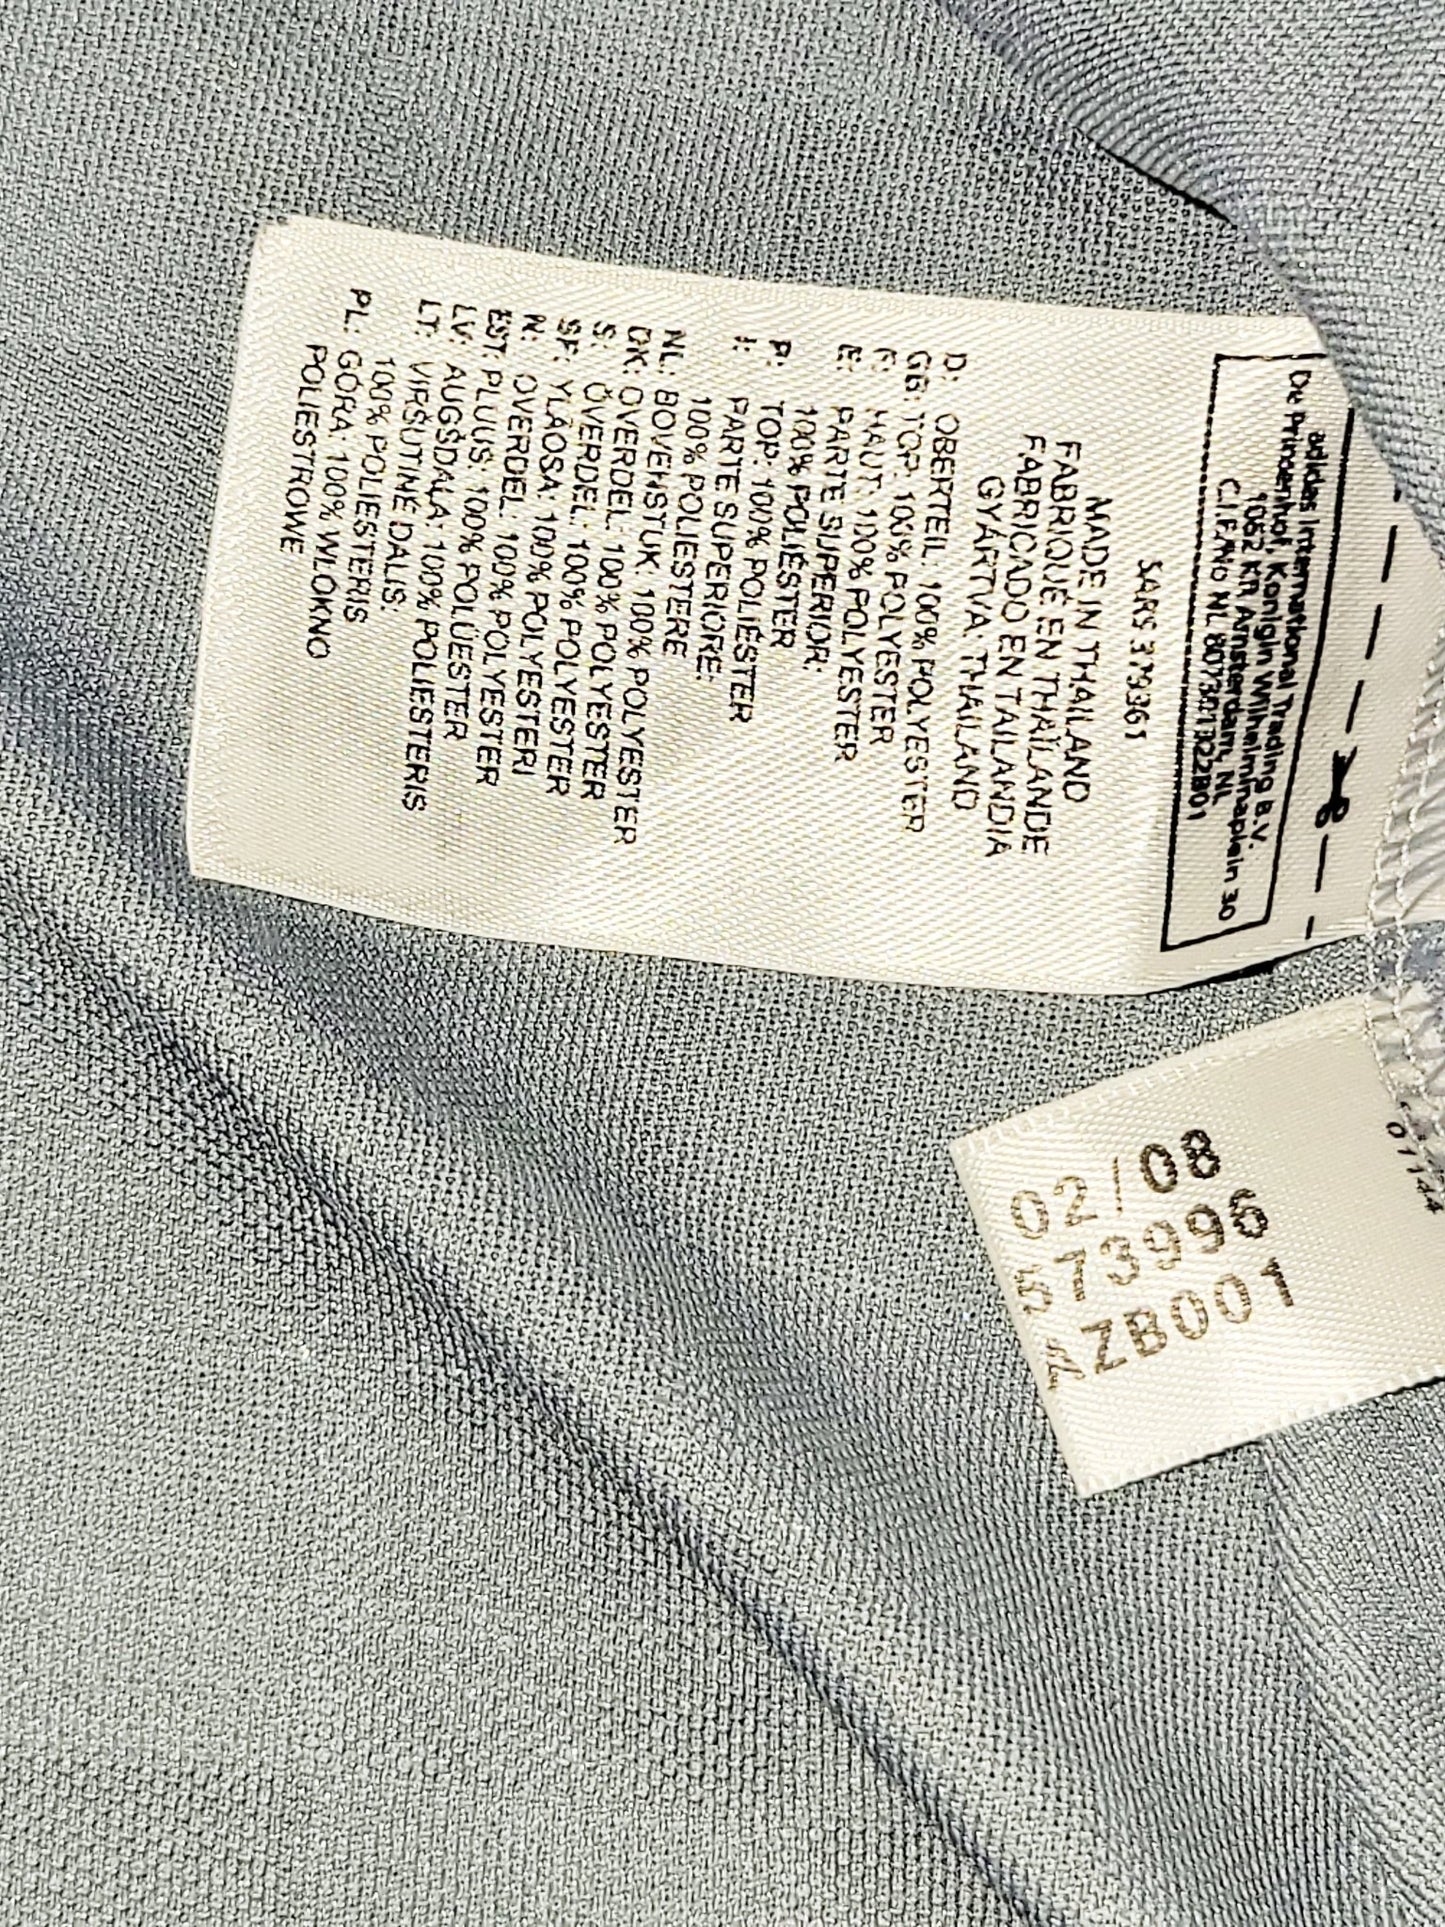 adidas International Trading B.V.
De Prinsenhof, Konigin Wilhelminaplein 30
1062 KR Amsterdam, NL
C.I.F./No NL 807301322B01
SARS 379361
MADE IN THAILAND
FABRIQUÉ EN THAÏLANDE
FABRICADO EN TAILANDIA
GYÁRTVA: THAILAND
D: OBERTEIL: 100% POLYESTER
GB: TOP: 100% POLYESTER
F: HAUT: 100% POLYESTER
E: PARTE SUPERIOR:
100% POLIÉSTER
P: TOP: 100% POLIÉSTER
I: PARTE SUPERIORE:
100% POLIESTERE
NL: BOVENSTUK: 100% POLYESTER
DK: OVERDEL: 100% POLYESTER
S: ÖVERDEL: 100% POLYESTER
SF: YLÄOSA: 100% POLYESTERI
N: OVERDEL: 100% POLYESTER
EST: PLUUS: 100% POLÜESTER
LV: AUGŠDAĻA: 100% POLIESTERIS
LT: VIRŠUTINĖ DALIS:
100% POLIESTERIS
PL: GÓRA: 100% WŁÓKNO
POLIESTROWE
01144
02/08
613996
ZB001